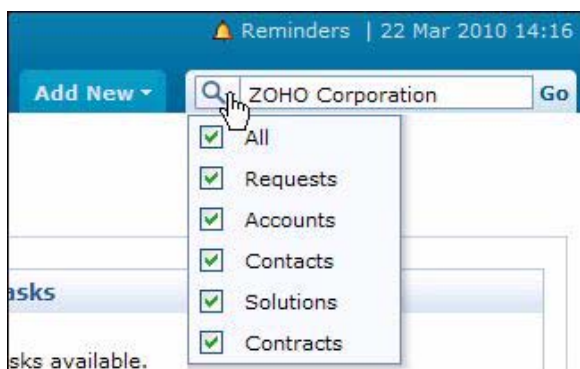 Reminders | 22 Mar 2010 14:16
Add New ZOHO Corporation Go
All
Requests
Accounts
Contacts
asks
Solutions
Contracts
sks available.